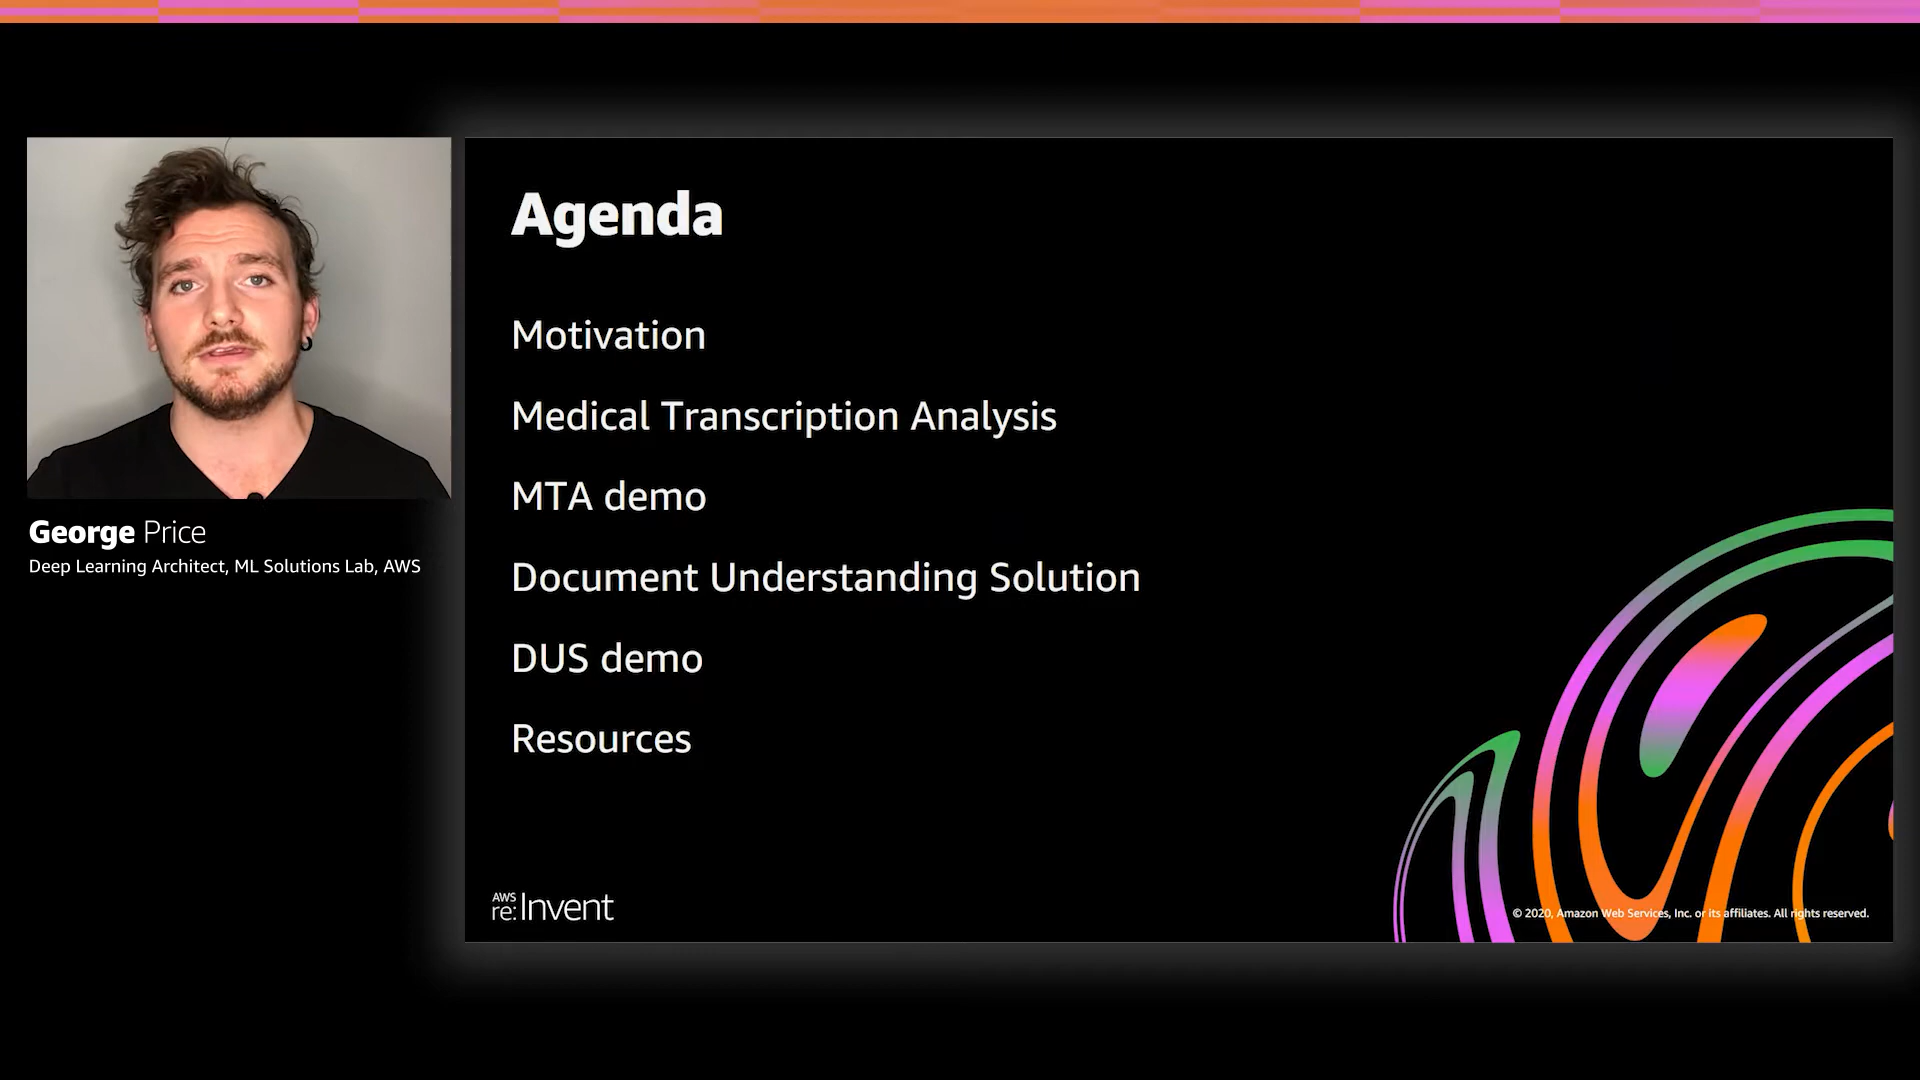 George Price
Deep Learning Architect, ML Solutions Lab, AWS
Agenda
Motivation
Medical Transcription Analysis
MTA demo
Document Understanding Solution
DUS demo
Resources
AWS
re:Invent
© 2020, Amazon Web Services, Inc. or its affiliates. All rights reserved.